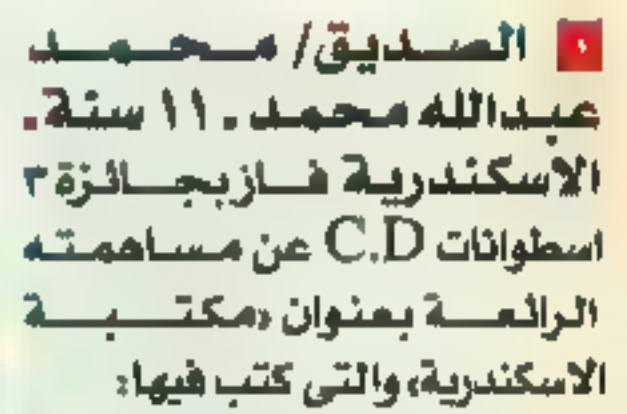 الصديق/ محمد
عبدالله محمد . ١١ سنة.
الاسكندرية فاز بجائزة ٣
اسطوانات C.D عن مساهمته
الرائعة بعنوان «مكتبة
الاسكندرية» والتى كتب فيها: